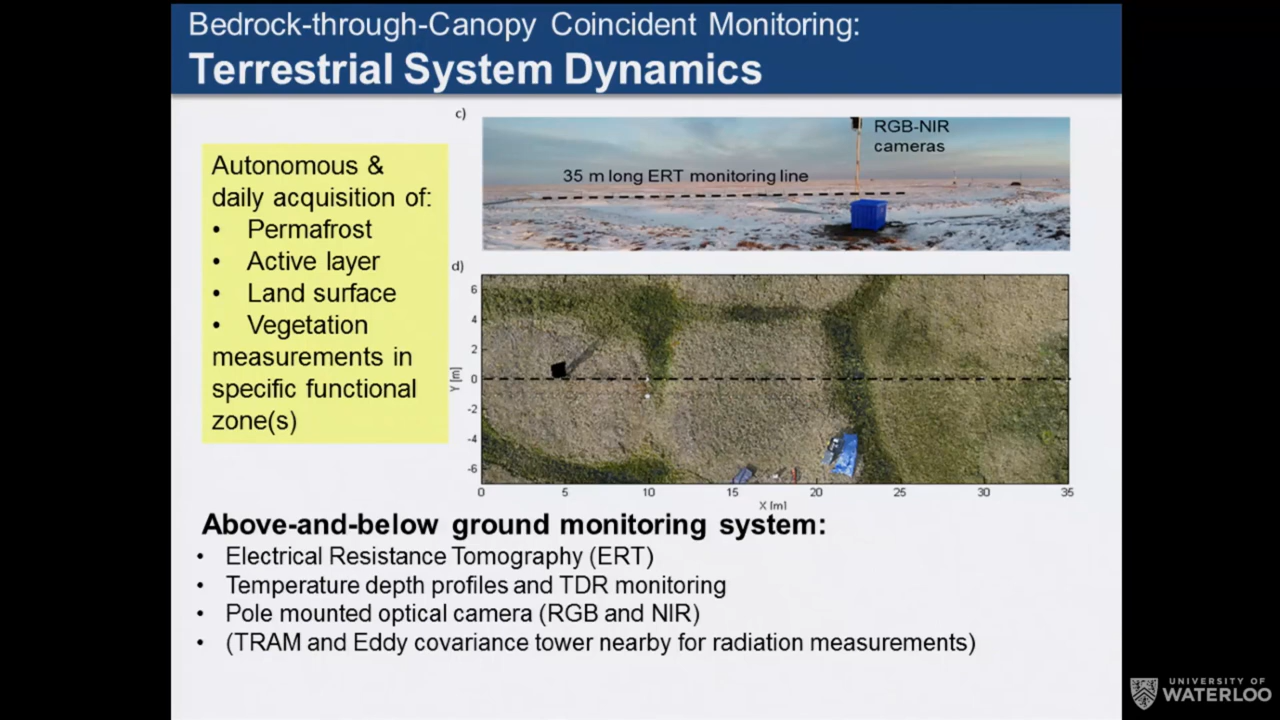 Bedrock-through-Canopy Coincident Monitoring:
Terrestrial System Dynamics
Autonomous &
daily acquisition of:
• Permafrost
• Active layer
• Land surface
• Vegetation
measurements in
specific functional
zone(s)
c)
RGB-NIR
cameras
35 m long ERT monitoring line
d)
6
4
2
0
-2
-4
-6
Y [m]
0 5 10 15 20 25 30 35
X [m]
Above-and-below ground monitoring system:
• Electrical Resistance Tomography (ERT)
• Temperature depth profiles and TDR monitoring
• Pole mounted optical camera (RGB and NIR)
• (TRAM and Eddy covariance tower nearby for radiation measurements)
UNIVERSITY OF
WATERLOO